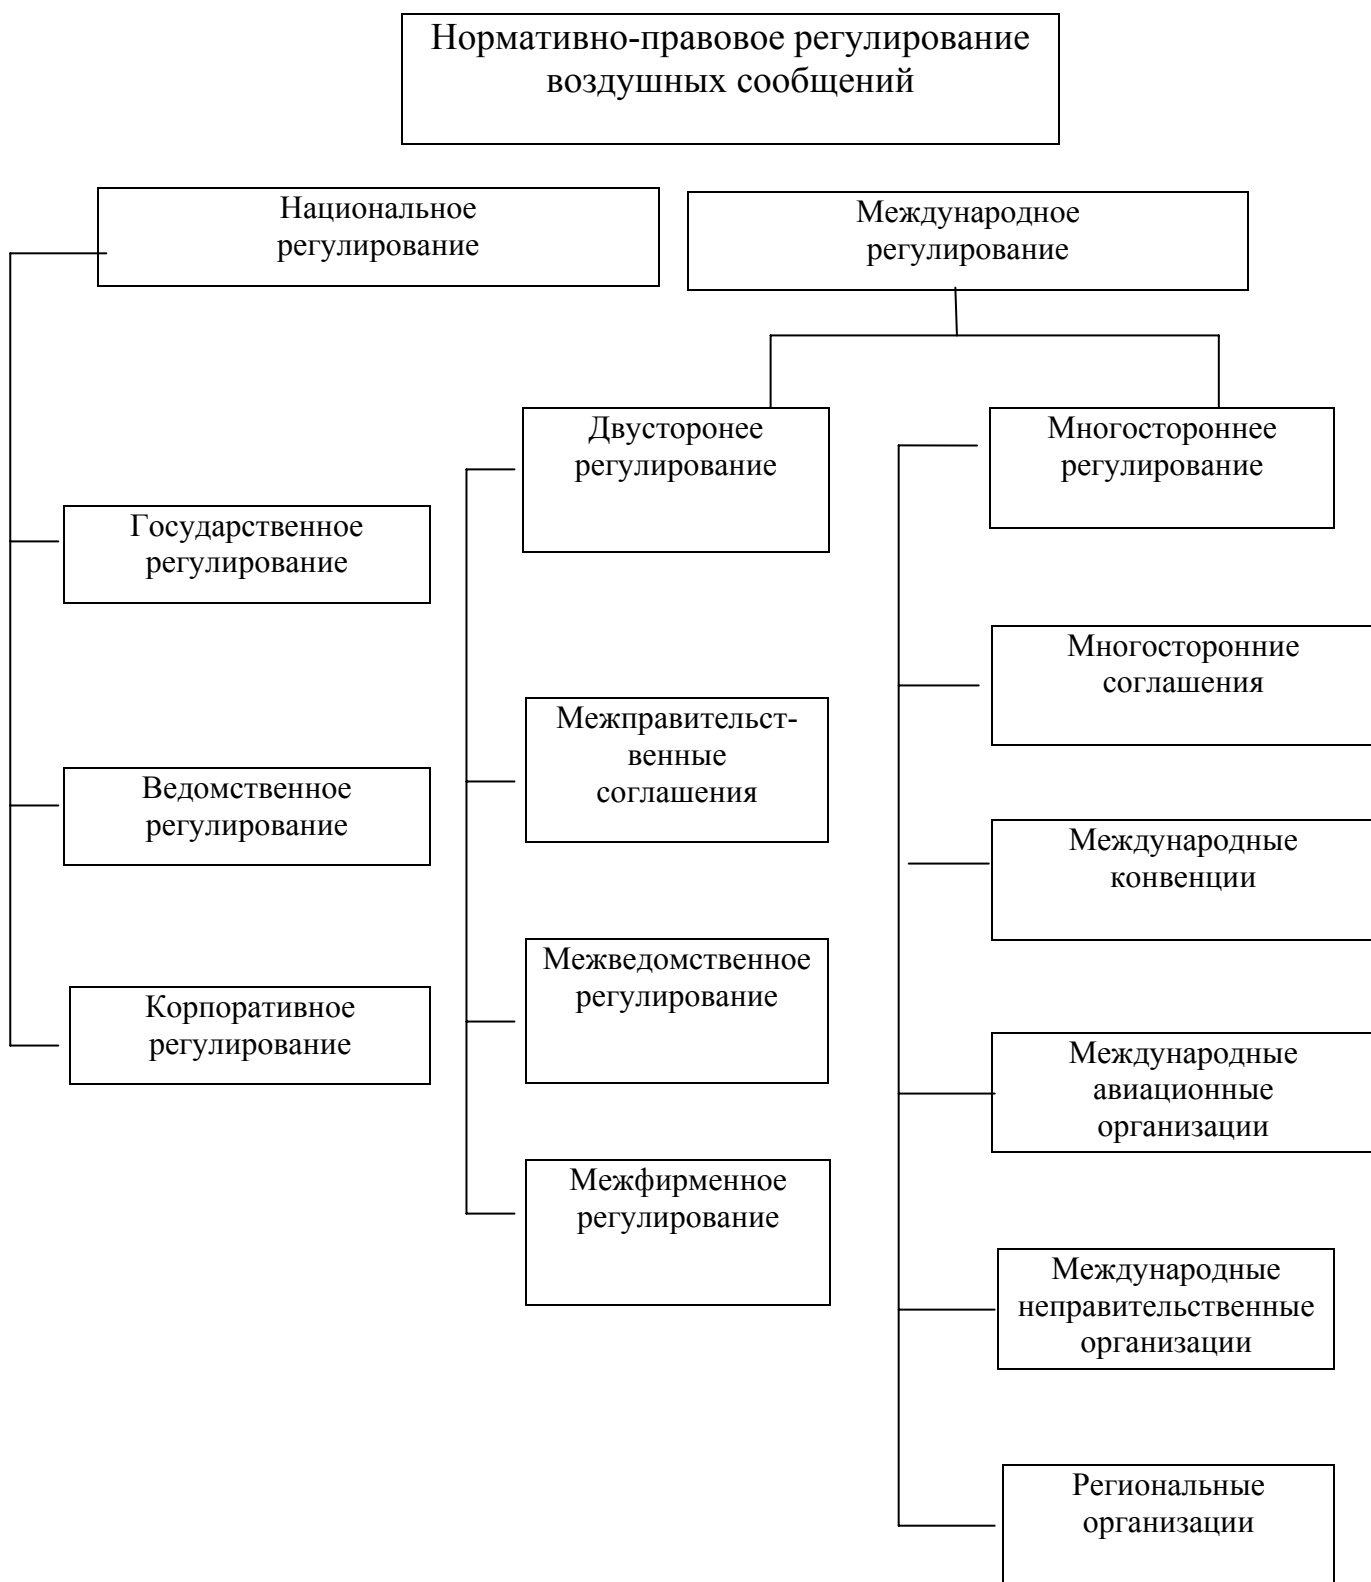 Нормативно-правовое регулирование
воздушных сообщений
Национальное
регулирование
Международное
регулирование
Двусторонее
регулирование
Многостороннее
регулирование
Государственное
регулирование
Многосторонние
соглашения
Межправительст-
венные
соглашения
Ведомственное
регулирование
Международные
конвенции
Межведомственное
регулирование
Корпоративное
регулирование
Международные
авиационные
организации
Межфирменное
регулирование
Международные
неправительственные
организации
Региональные
организации